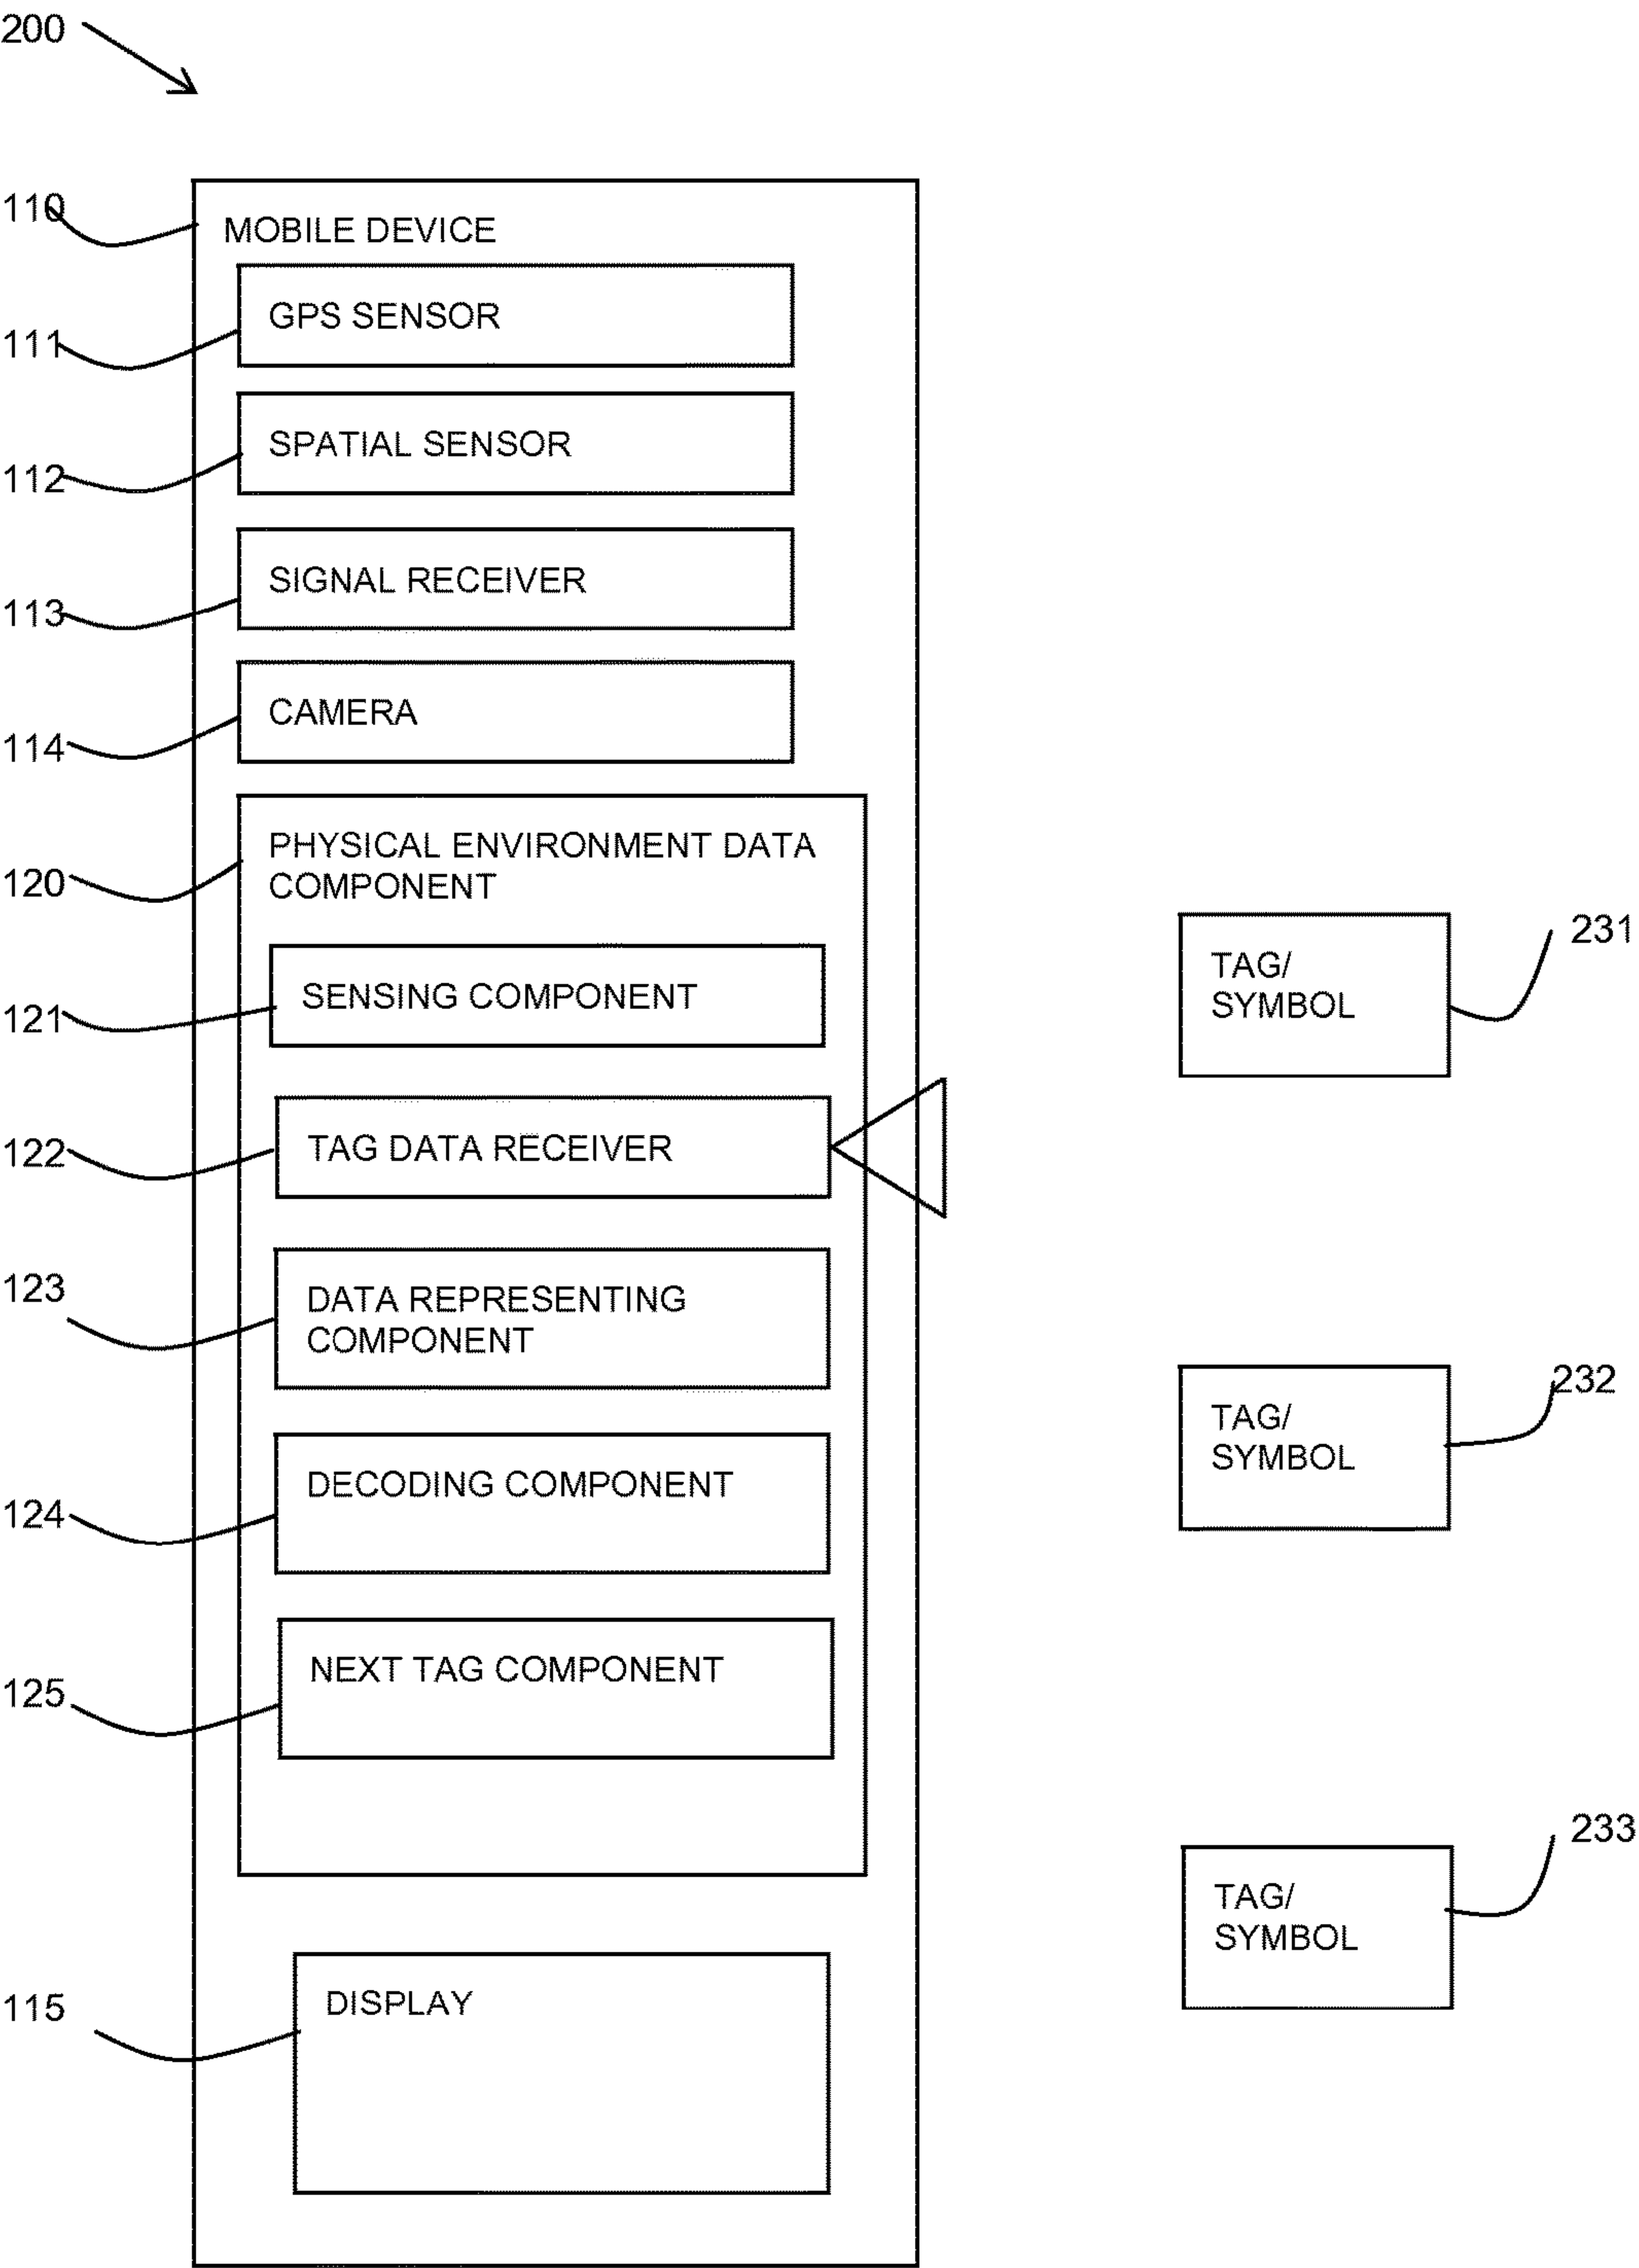 200
110
MOBILE DEVICE
GPS SENSOR
111
SPATIAL SENSOR
112
SIGNAL RECEIVER
113
CAMERA
114
PHYSICAL ENVIRONMENT DATA
COMPONENT
120
SENSING COMPONENT
121
TAG DATA RECEIVER
122
DATA REPRESENTING
COMPONENT
123
DECODING COMPONENT
124
NEXT TAG COMPONENT
125
DISPLAY
115
TAG/
SYMBOL
231
TAG/
SYMBOL
232
TAG/
SYMBOL
233